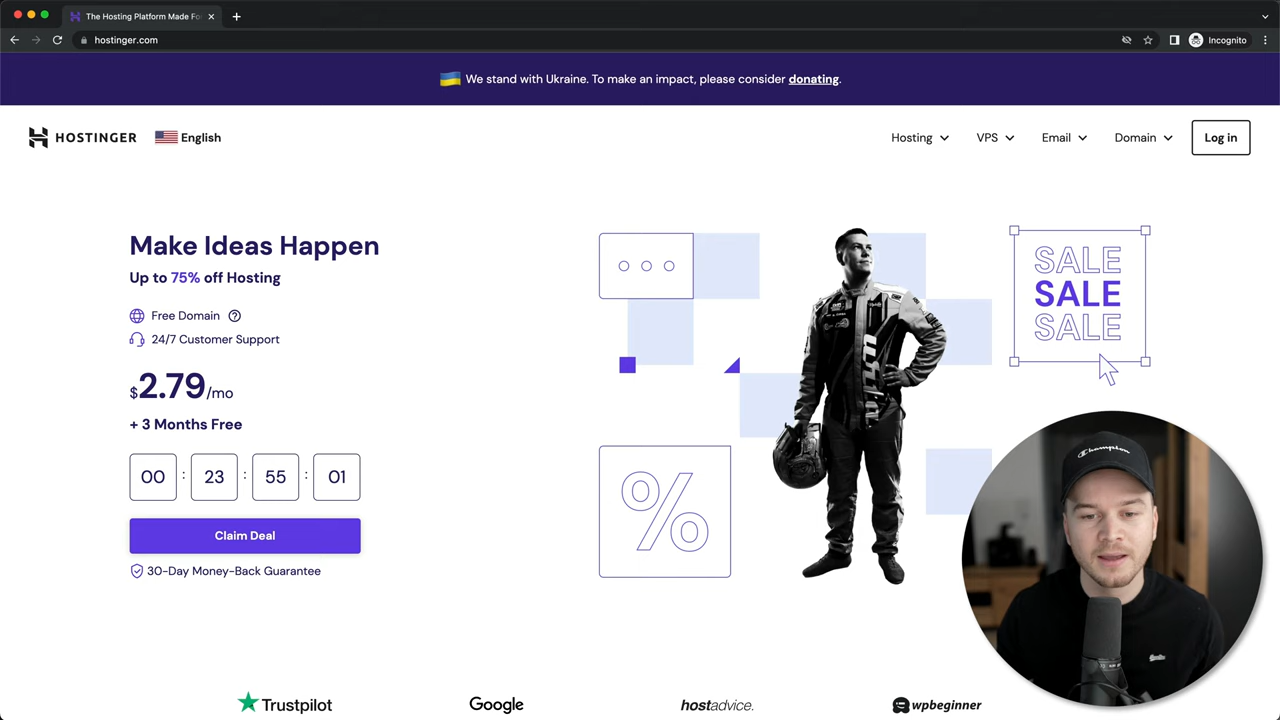 The Hosting Platform Made Fo
hostinger.com
Incognito
We stand with Ukraine. To make an impact, please consider donating.
HOSTINGER
English
Hosting
VPS
Email
Domain
Log in
Make Ideas Happen
Up to 75% off Hosting
Free Domain
24/7 Customer Support
$2.79/mo
+ 3 Months Free
00 : 23 : 55 : 01
Claim Deal
30-Day Money-Back Guarantee
SALE
SALE
SALE
%
Champion
Trustpilot
Google
hostadvice.
wpbeginner